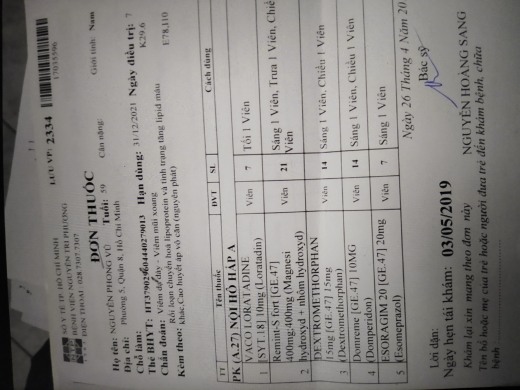 SỞ Y TẾ TP. HỒ CHÍ MINH
BỆNH VIỆN NGUYỄN TRI PHƯƠNG
ĐIỆN THOẠI : 028.7307.7307
LƯU VP: 2334
17035596
ĐƠN THUỐC
Họ tên: NGUYỄN PHONG VŨ Tuổi: 59 Cân nặng: Giới tính: Nam
Địa chỉ: Phường 5, Quận 8, Hồ Chí Minh
Chỗ làm:
Thẻ BHYT: HT379029604440279013 Hạn dùng: 31/12/2021 Ngày điều trị: 7
Chẩn đoán: Viêm dạ dày - Viêm mũi xoang K29.6
Kèm theo: Rối loạn chuyển hoá lipoprotein và tình trạng tăng lipid máu khác,Cao huyết áp vô căn (nguyên phát) E78,I10
TT Tên thuốc ĐVT SL Cách dùng
PK (A.27) NỘI HÔ HẤP A
1 VACO LORATADINE [SYT.18] 10mg (Loratadin) Viên 7 Tối 1 Viên
2 Remint-S fort [GE.47] 400mg;400mg (Magnesi hydroxyd + nhôm hydroxyd) Viên 21 Sáng 1 Viên, Trưa 1 Viên, Chiề Viên
3 DEXTROMETHORPHAN 15mg [GE.47] 15mg (Dextromethorphan) Viên 14 Sáng 1 Viên, Chiều 1 Viên
4 Domreme [GE.47] 10MG (Domperidon) Viên 14 Sáng 1 Viên, Chiều 1 Viên
5 ESORAGIM 20 [GE.47] 20mg (Esomeprazol) Viên 7 Sáng 1 Viên
Ngày 26 Tháng 4 Năm 20
Bác sỹ
Lời dặn:
Ngày hẹn tái khám: 03/05/2019
Khám lại xin mang theo đơn này
NGUYỄN HOÀNG SANG
Tên bố hoặc mẹ của trẻ hoặc người đưa trẻ đến khám bệnh, chữa
bệnh